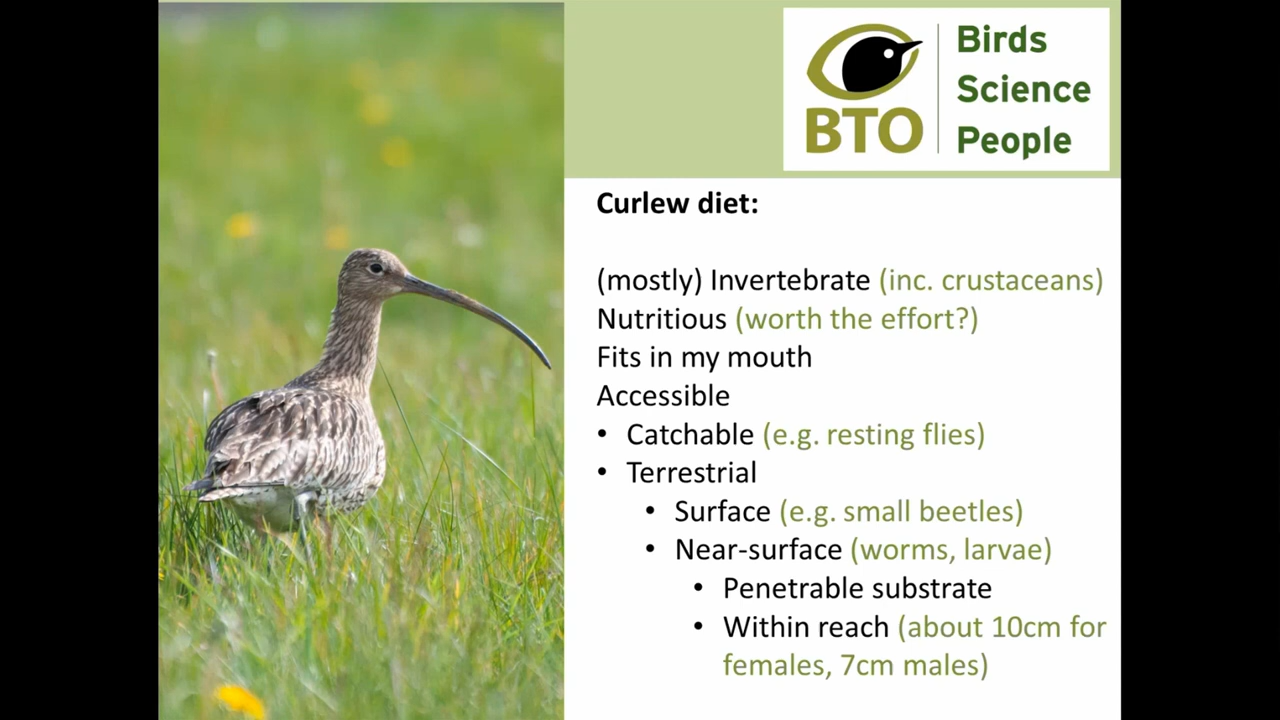 BTO
Birds
Science
People
Curlew diet:
(mostly) Invertebrate (inc. crustaceans)
Nutritious (worth the effort?)
Fits in my mouth
Accessible
• Catchable (e.g. resting flies)
• Terrestrial
• Surface (e.g. small beetles)
• Near-surface (worms, larvae)
• Penetrable substrate
• Within reach (about 10cm for
females, 7cm males)